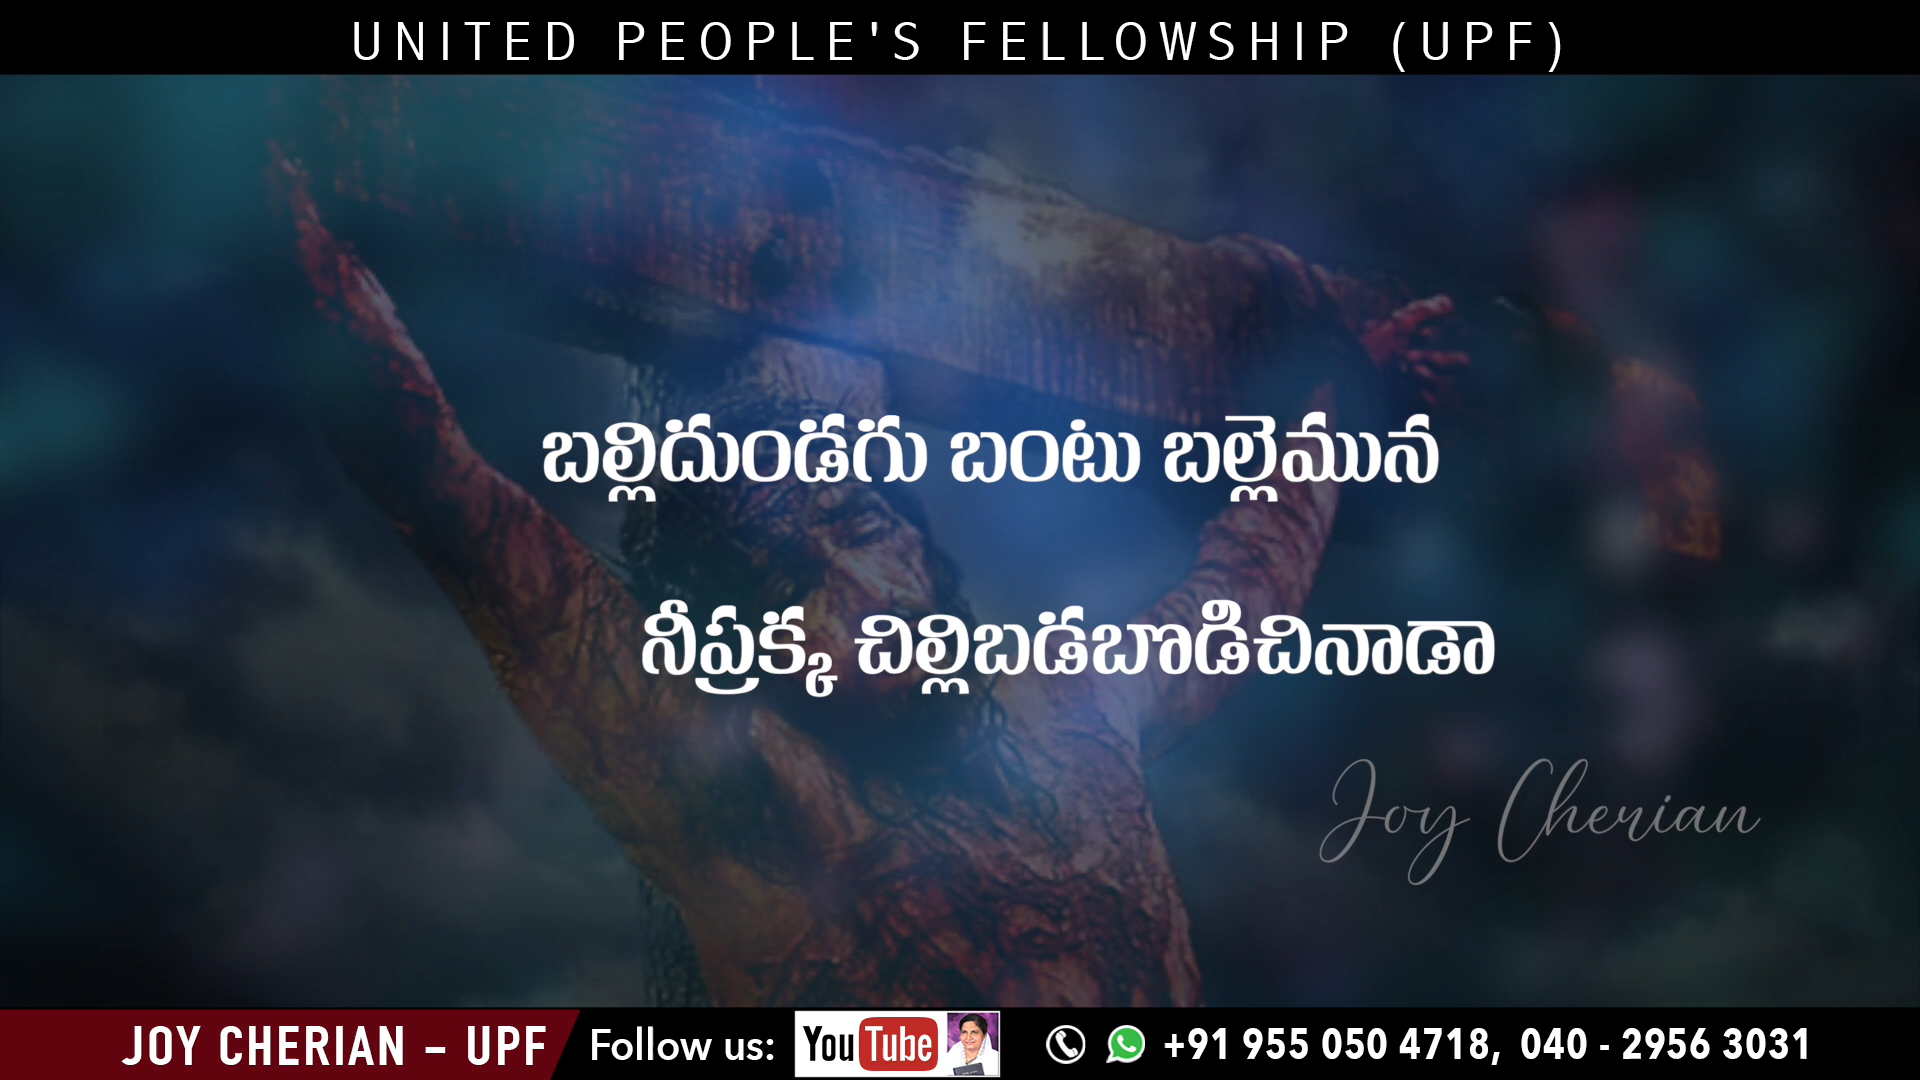 UNITED PEOPLE'S FELLOWSHIP (UPF)
బల్లిదుండగు బంటు బల్లెమున
నీప్రక్క చిల్లిబడబొడిచినాడా
Joy Cherian
JOY CHERIAN – UPF Follow us: YouTube +91 955 050 4718, 040 - 2956 3031